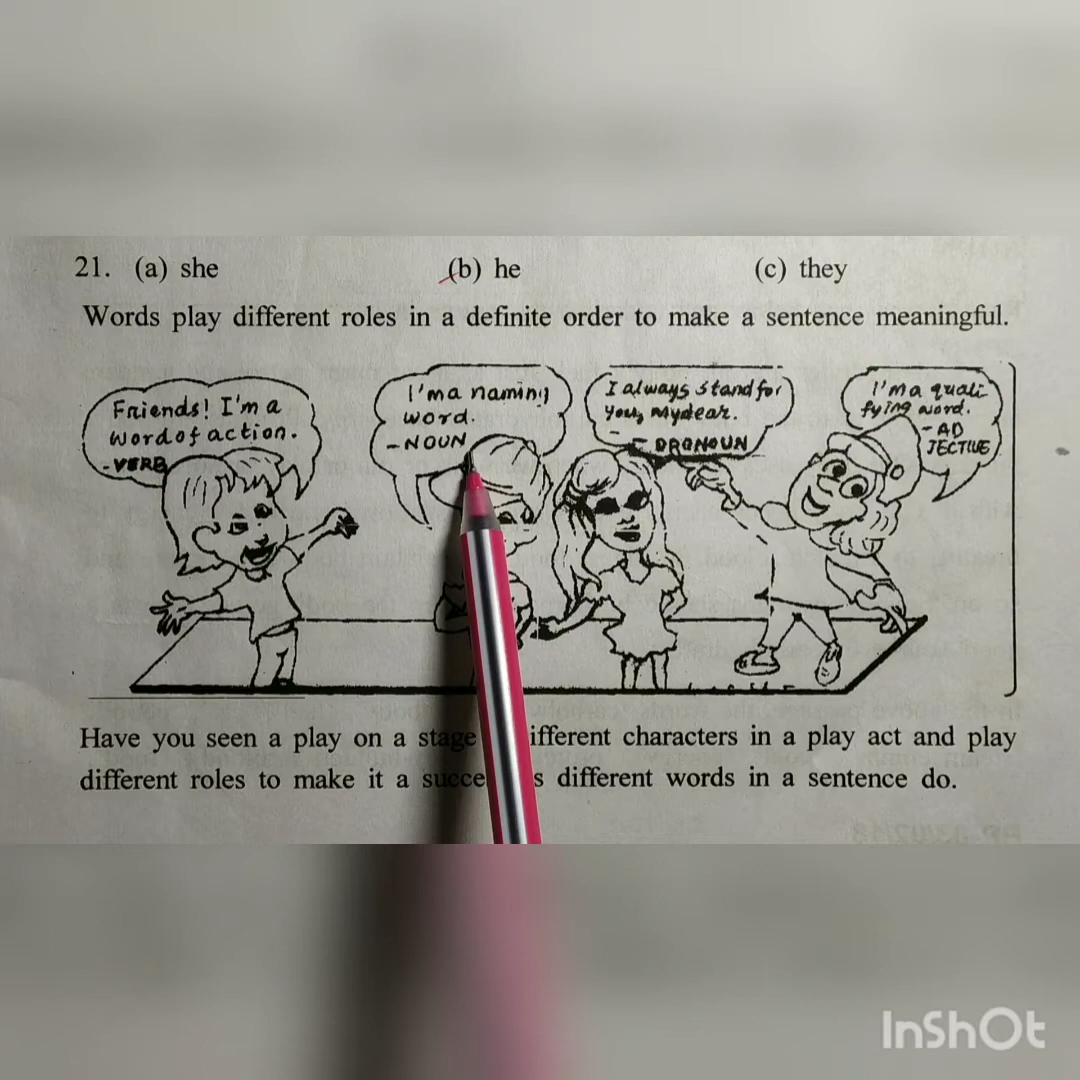 21. (a) she (b) he (c) they
Words play different roles in a definite order to make a sentence meaningful.
Friends! I'm a
word of action.
-VERB
I'm a naming
word.
-NOUN
I always stand for
you, my dear.
- PRONOUN
I'm a quali
fying word.
-AD
JECTIVE
Have you seen a play on a stage ifferent characters in a play act and play
different roles to make it a succe s different words in a sentence do.
InShOt